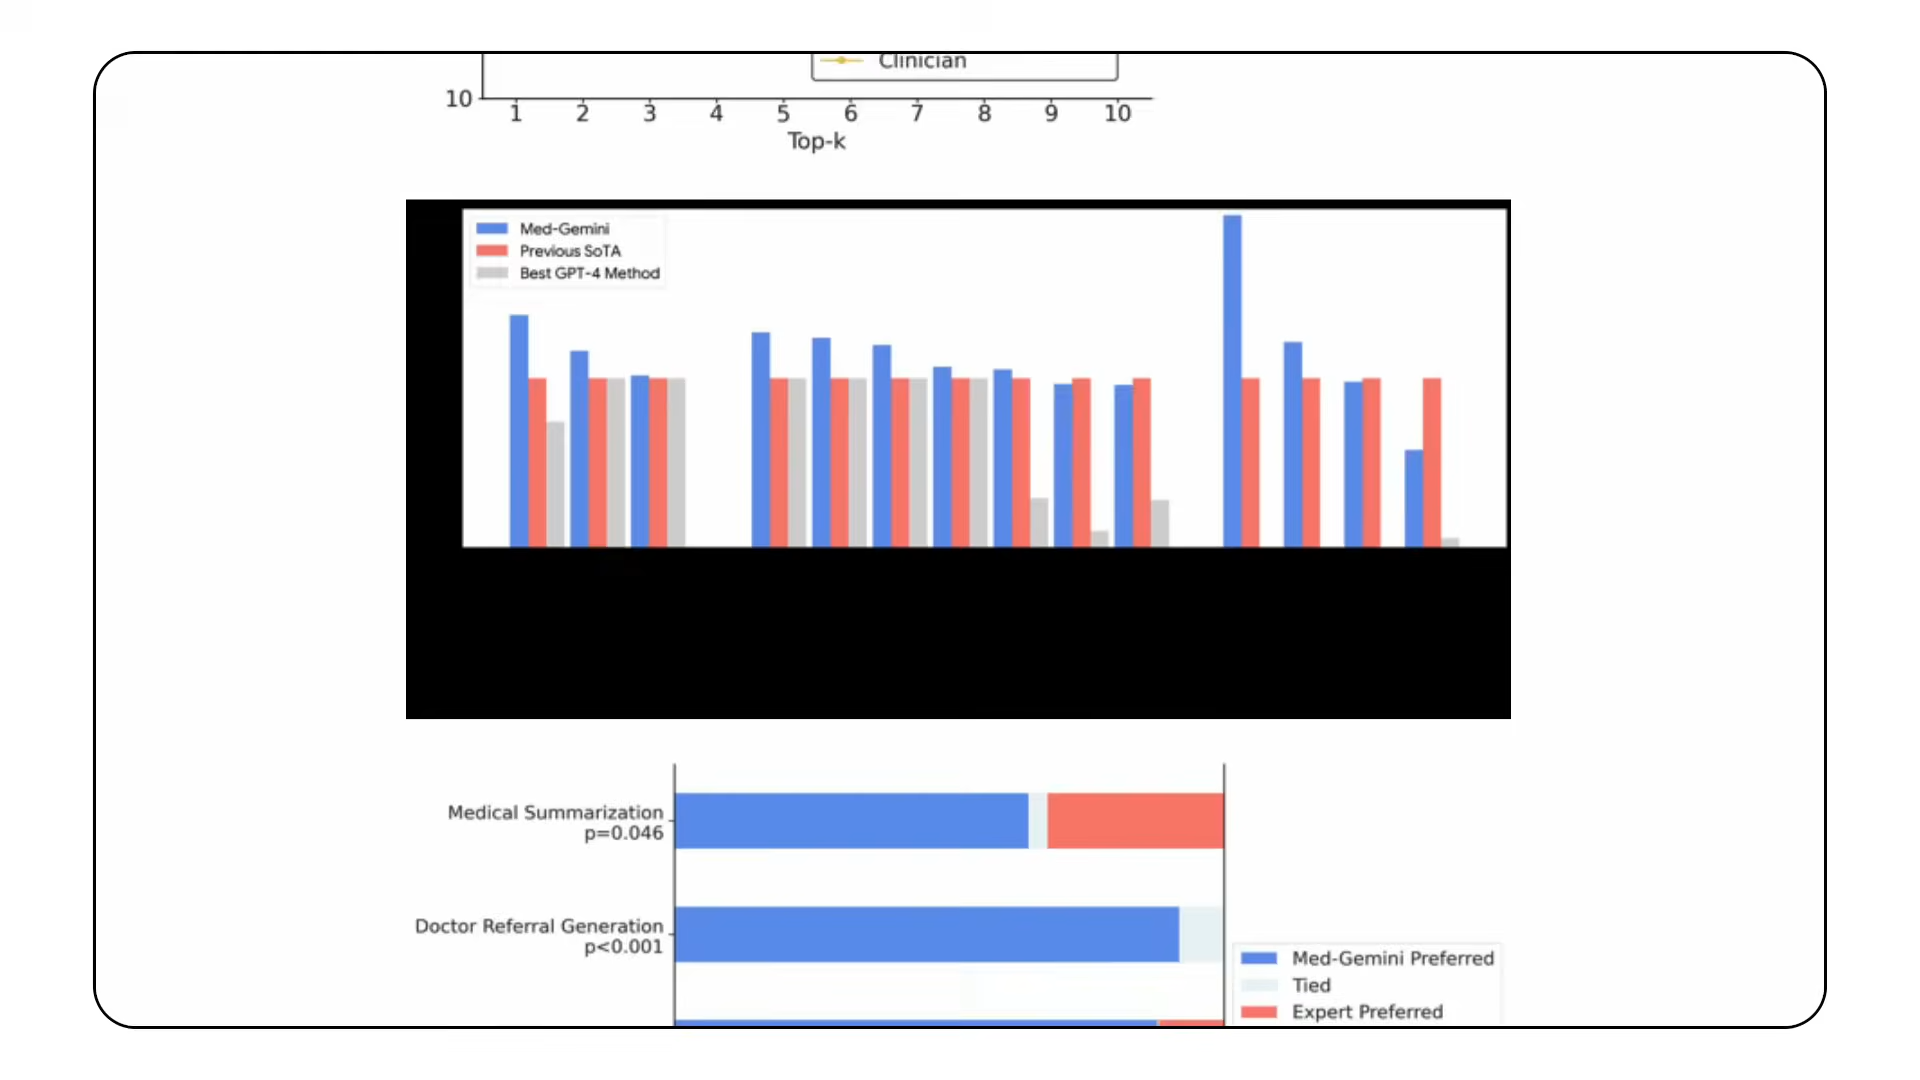 Clinician
10
1 2 3 4 5 6 7 8 9 10
Top-k
Med-Gemini
Previous SoTA
Best GPT-4 Method
Medical Summarization
p=0.046
Doctor Referral Generation
p<0.001
Med-Gemini Preferred
Tied
Expert Preferred